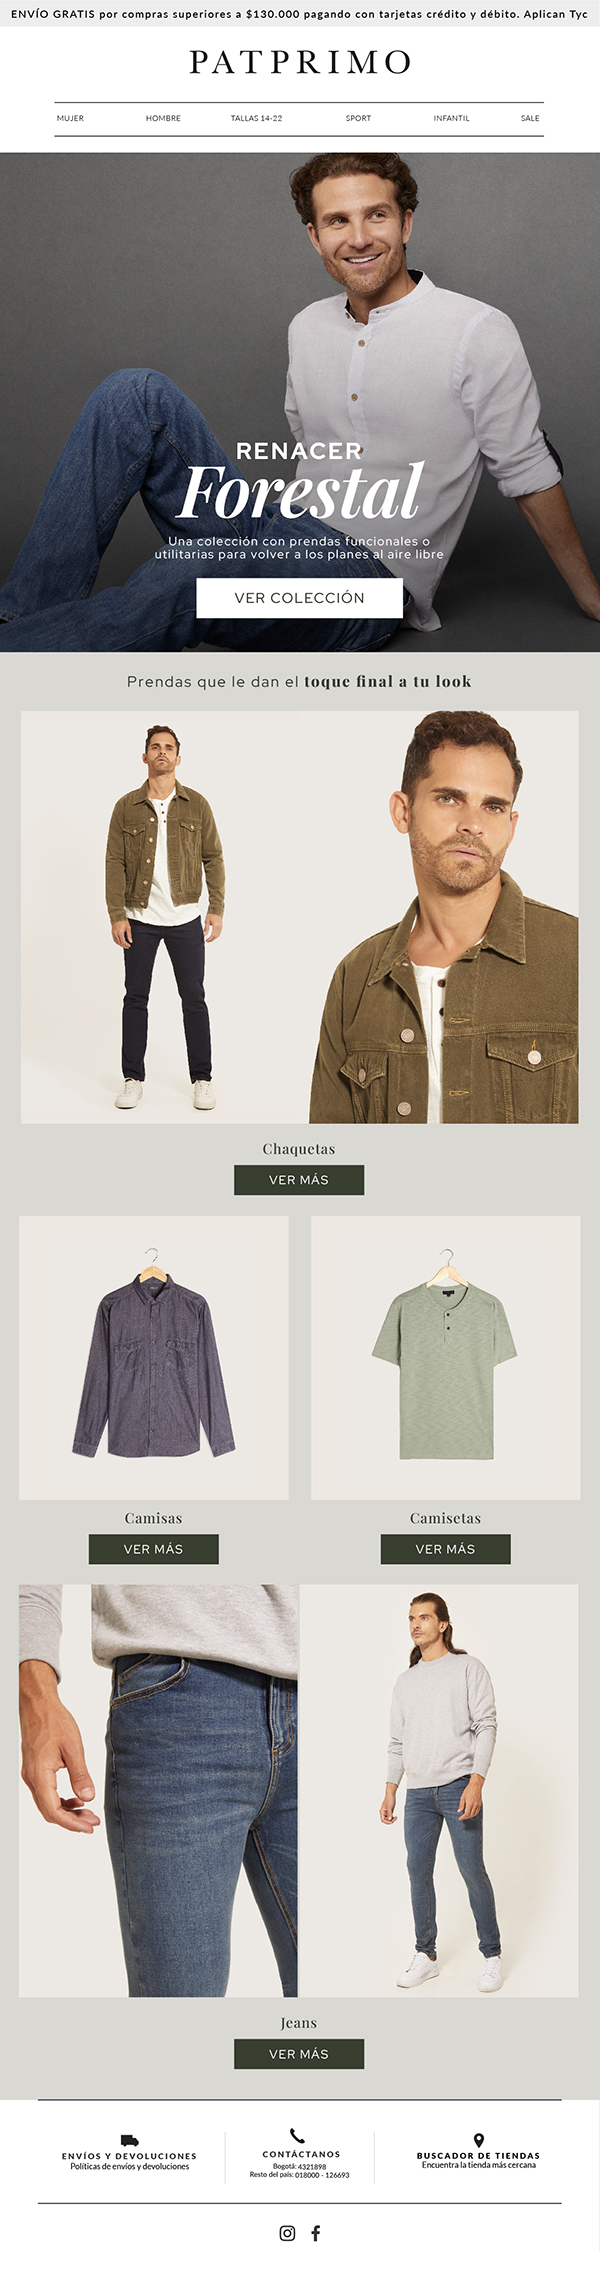 ENVÍO GRATIS por compras superiores a $130.000 pagando con tarjetas crédito y débito. Aplican Tyc
PATPRIMO
MUJER HOMBRE TALLAS 14-22 SPORT INFANTIL SALE
RENACER
Forestal
Una colección con prendas funcionales o
utilitarias para volver a los planes al aire libre
VER COLECCIÓN
Prendas que le dan el toque final a tu look
Chaquetas
VER MÁS
Camisas Camisetas
VER MÁS VER MÁS
Jeans
VER MÁS
ENVÍOS Y DEVOLUCIONES
Políticas de envíos y devoluciones
CONTÁCTANOS
Bogotá: 4321898
Resto del país: 018000 - 126693
BUSCADOR DE TIENDAS
Encuentra la tienda más cercana